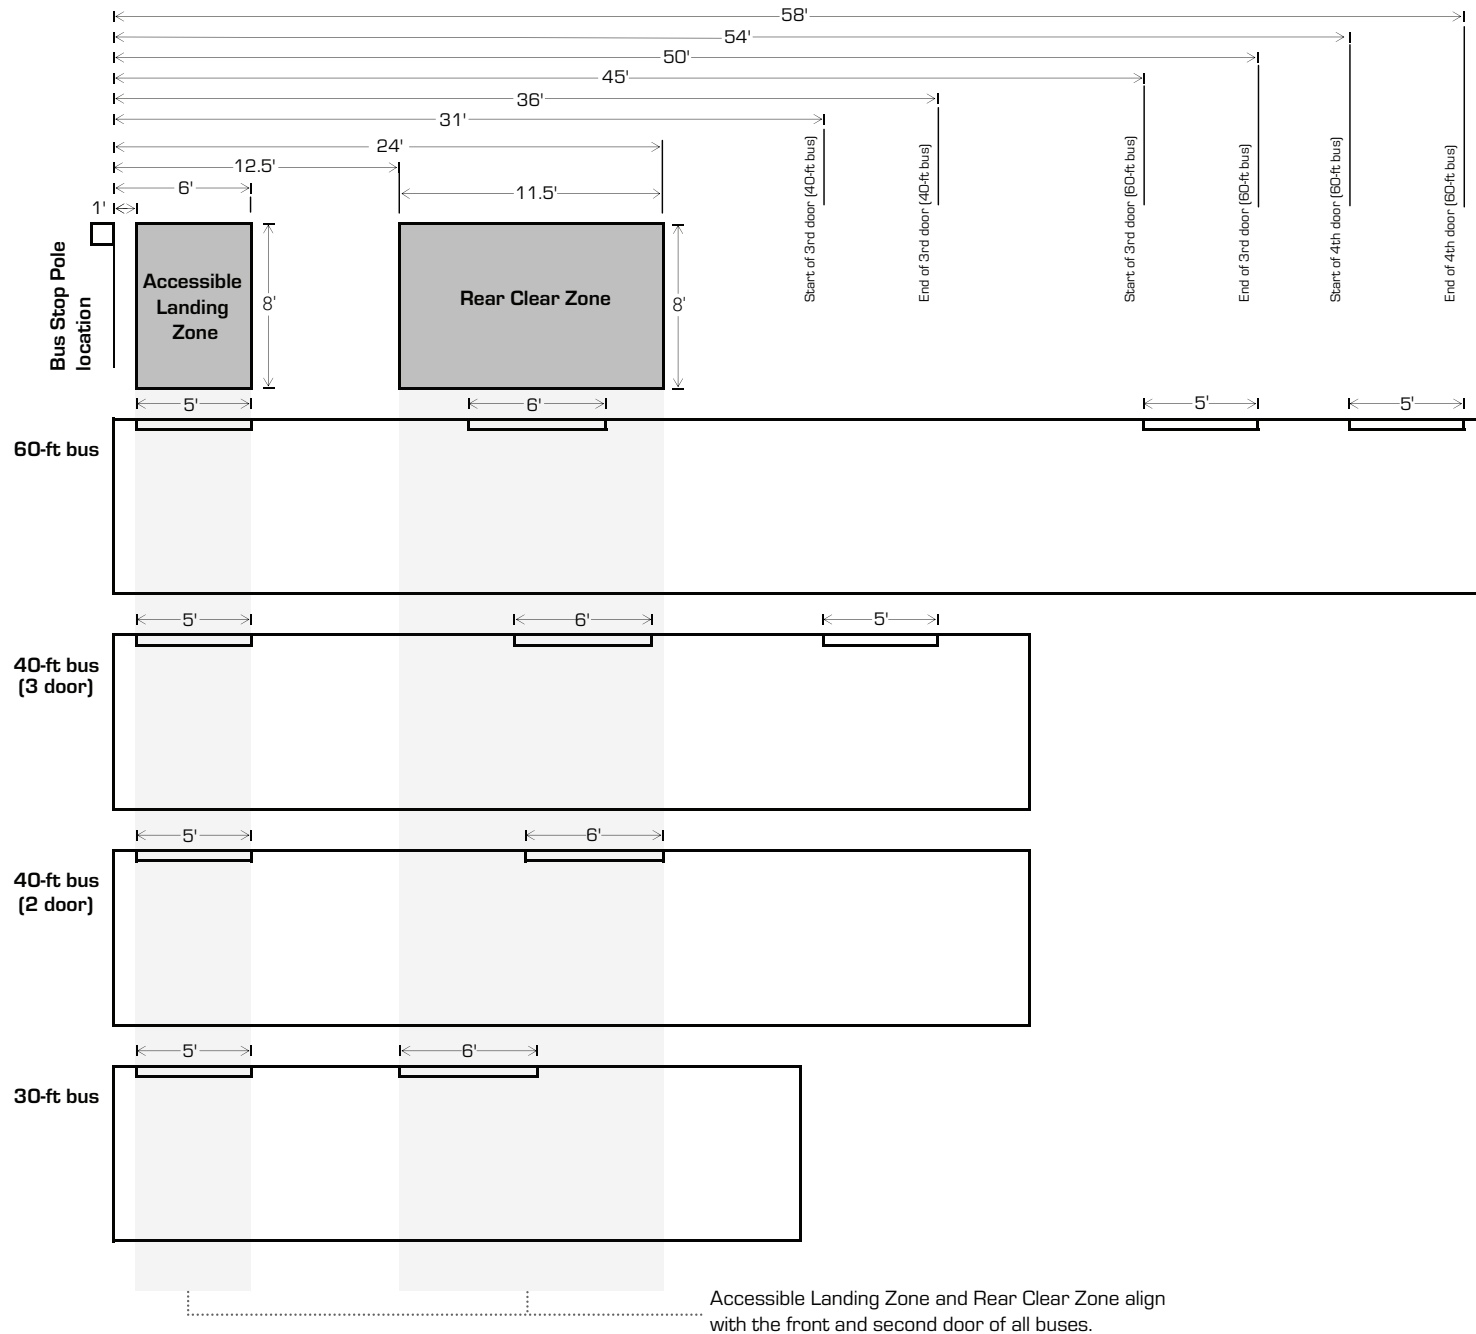 58'
54'
50'
45'
36'
31'
24'
12.5'
6'
11.5'
1'
Start of 3rd door (40-ft bus)
End of 3rd door (40-ft bus)
Start of 3rd door (60-ft bus)
End of 3rd door (60-ft bus)
Start of 4th door (60-ft bus)
End of 4th door (60-ft bus)
Bus Stop Pole
location
Accessible
Landing
Zone
8'
Rear Clear Zone
8'
5'
6'
5'
5'
60-ft bus
5'
6'
5'
40-ft bus
(3 door)
5'
6'
40-ft bus
(2 door)
5'
6'
30-ft bus
Accessible Landing Zone and Rear Clear Zone align
with the front and second door of all buses.